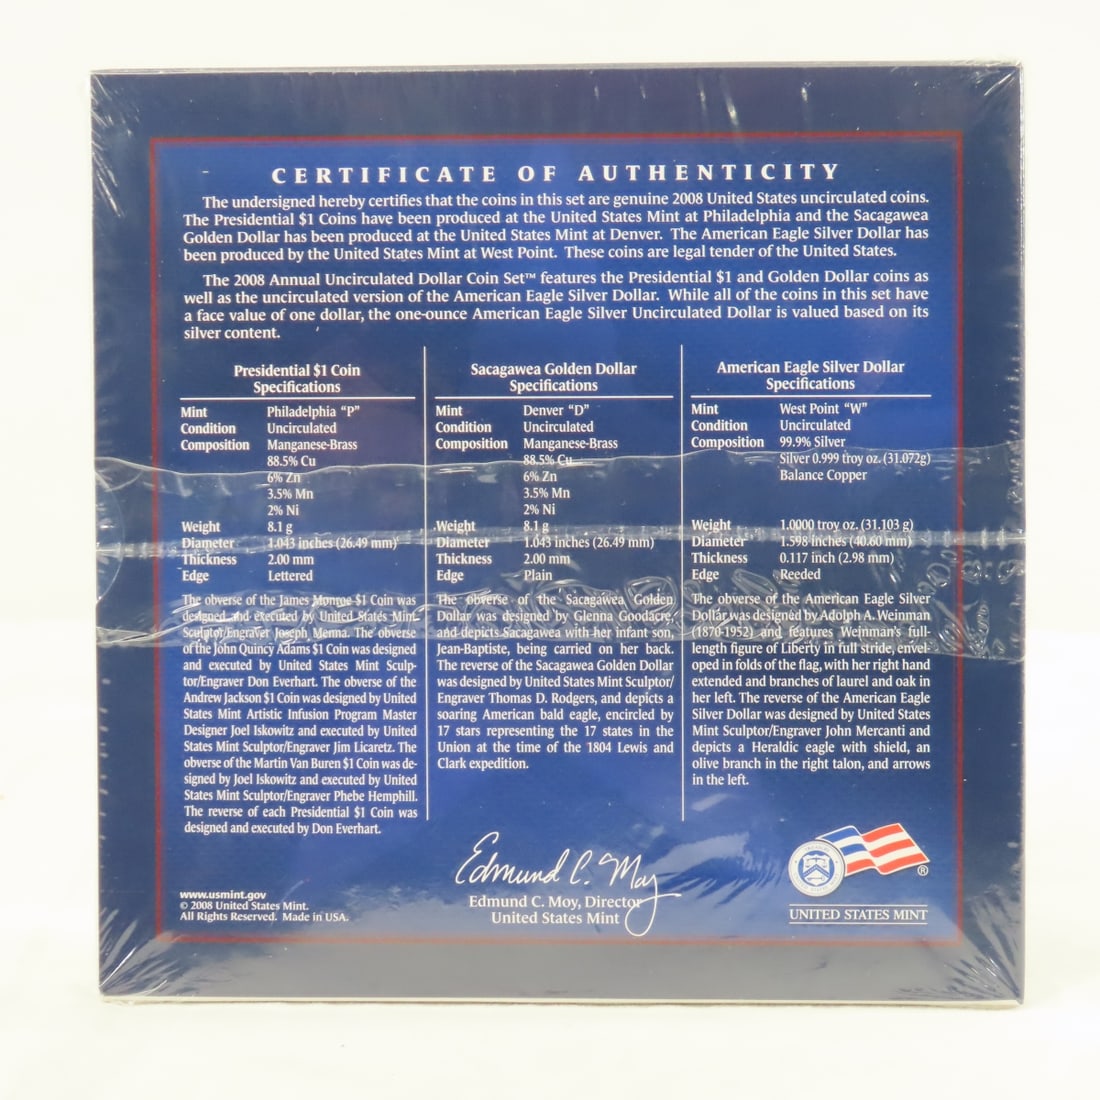 CERTIFICATE OF AUTHENTICITY
The undersigned hereby certifies that the coins in this set are genuine 2008 United States uncirculated coins.
The Presidential $1 Coins have been produced at the United States Mint at Philadelphia and the Sacagawea
Golden Dollar has been produced at the United States Mint at Denver. The American Eagle Silver Dollar has
been produced by the United States Mint at West Point. These coins are legal tender of the United States.
The 2008 Annual Uncirculated Dollar Coin Set™ features the Presidential $1 and Golden Dollar coins as
well as the uncirculated version of the American Eagle Silver Dollar. While all of the coins in this set have
a face value of one dollar, the one-ounce American Eagle Silver Uncirculated Dollar is valued based on its
silver content.
Presidential $1 Coin
Specifications
Mint Philadelphia “P”
Condition Uncirculated
Composition Manganese-Brass
88.5% Cu
6% Zn
3.5% Mn
2% Ni
Weight 8.1 g
Diameter 1.043 inches (26.49 mm)
Thickness 2.00 mm
Edge Lettered
The obverse of the James Monroe $1 Coin was
designed and executed by United States Mint
Sculptor/Engraver Joseph Menna. The obverse
of the John Quincy Adams $1 Coin was designed
and executed by United States Mint Sculp-
tor/Engraver Don Everhart. The obverse of the
Andrew Jackson $1 Coin was designed by United
States Mint Artistic Infusion Program Master
Designer Joel Iskowitz and executed by United
States Mint Sculptor/Engraver Jim Licaretz. The
obverse of the Martin Van Buren $1 Coin was de-
signed by Joel Iskowitz and executed by United
States Mint Sculptor/Engraver Phebe Hemphill.
The reverse of each Presidential $1 Coin was
designed and executed by Don Everhart.
Sacagawea Golden Dollar
Specifications
Mint Denver “D”
Condition Uncirculated
Composition Manganese-Brass
88.5% Cu
6% Zn
3.5% Mn
2% Ni
Weight 8.1 g
Diameter 1.043 inches (26.49 mm)
Thickness 2.00 mm
Edge Plain
The obverse of the Sacagawea Golden
Dollar was designed by Glenna Goodacre,
and depicts Sacagawea with her infant son,
Jean-Baptiste, being carried on her back.
The reverse of the Sacagawea Golden Dollar
was designed by United States Mint Sculptor/
Engraver Thomas D. Rodgers, and depicts a
soaring American bald eagle, encircled by
17 stars representing the 17 states in the
Union at the time of the 1804 Lewis and
Clark expedition.
American Eagle Silver Dollar
Specifications
Mint West Point “W”
Condition Uncirculated
Composition 99.9% Silver
Silver 0.999 troy oz. (31.072g)
Balance Copper
Weight 1.0000 troy oz. (31.103 g)
Diameter 1.598 inches (40.60 mm)
Thickness 0.117 inch (2.98 mm)
Edge Reeded
The obverse of the American Eagle Silver
Dollar was designed by Adolph A. Weinman
(1870-1952) and features Weinman's full-
length figure of Liberty in full stride, envel-
oped in folds of the flag, with her right hand
extended and branches of laurel and oak in
her left. The reverse of the American Eagle
Silver Dollar was designed by United States
Mint Sculptor/Engraver John Mercanti and
depicts a Heraldic eagle with shield, an
olive branch in the right talon, and arrows
in the left.
www.usmint.gov
© 2008 United States Mint.
All Rights Reserved. Made in USA.
Edmund C. Moy
Edmund C. Moy, Director
United States Mint
®
UNITED STATES MINT